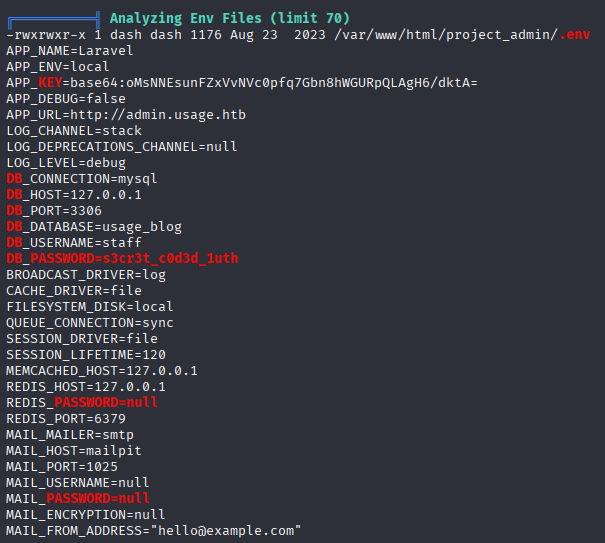 Analyzing Env Files (limit 70)
-rwxrwxr-x 1 dash dash 1176 Aug 23  2023 /var/www/html/project_admin/.env
APP_NAME=Laravel
APP_ENV=local
APP_KEY=base64:oMsNNEsunFZxVvNVc0pfq7Gbn8hWGURpQLAgH6/dktA=
APP_DEBUG=false
APP_URL=http://admin.usage.htb
LOG_CHANNEL=stack
LOG_DEPRECATIONS_CHANNEL=null
LOG_LEVEL=debug
DB_CONNECTION=mysql
DB_HOST=127.0.0.1
DB_PORT=3306
DB_DATABASE=usage_blog
DB_USERNAME=staff
DB_PASSWORD=s3cr3t_c0d3d_1uth
BROADCAST_DRIVER=log
CACHE_DRIVER=file
FILESYSTEM_DISK=local
QUEUE_CONNECTION=sync
SESSION_DRIVER=file
SESSION_LIFETIME=120
MEMCACHED_HOST=127.0.0.1
REDIS_HOST=127.0.0.1
REDIS_PASSWORD=null
REDIS_PORT=6379
MAIL_MAILER=smtp
MAIL_HOST=mailpit
MAIL_PORT=1025
MAIL_USERNAME=null
MAIL_PASSWORD=null
MAIL_ENCRYPTION=null
MAIL_FROM_ADDRESS="hello@example.com"